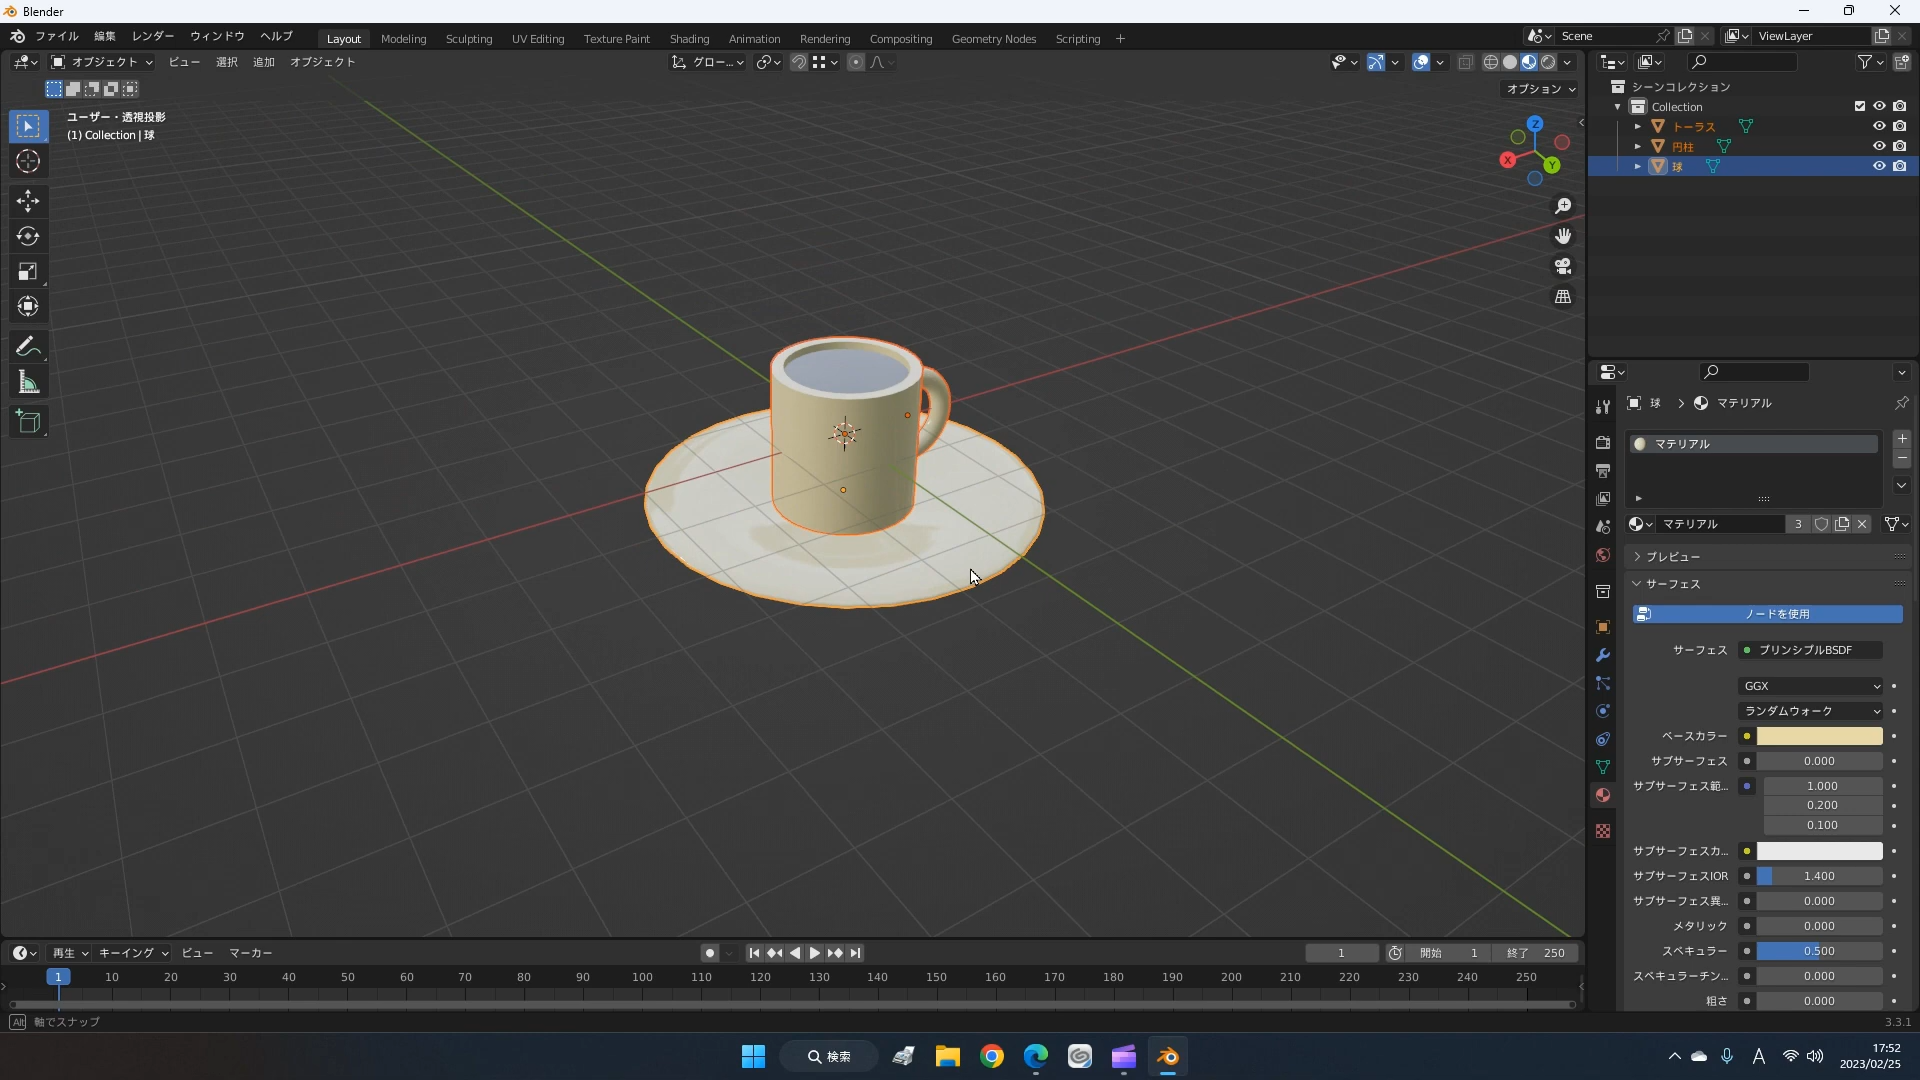 Blender
ファイル 編集 レンダー ウィンドウ ヘルプ Layout Modeling Sculpting UV Editing Texture Paint Shading Animation Rendering Compositing Geometry Nodes Scripting + Scene ViewLayer
オブジェクト ビュー 選択 追加 オブジェクト グロー...
オプション
ユーザー・透視投影
(1) Collection | 球
Z
X
Y
シーンコレクション
Collection
トーラス
円柱
球
球 マテリアル
マテリアル
マテリアル 3
プレビュー
サーフェス
ノードを使用
サーフェス プリンシプルBSDF
GGX
ランダムウォーク
ベースカラー
サブサーフェス 0.000
サブサーフェス範... 1.000
0.200
0.100
サブサーフェスカ...
サブサーフェスIOR 1.400
サブサーフェス異... 0.000
メタリック 0.000
スペキュラー 0.500
スペキュラーチン... 0.000
粗さ 0.000
再生 キーイング ビュー マーカー 1 開始 1 終了 250
1 10 20 30 40 50 60 70 80 90 100 110 120 130 140 150 160 170 180 190 200 210 220 230 240 250
Alt 軸でスナップ
3.3.1
検索
A
17:52
2023/02/25